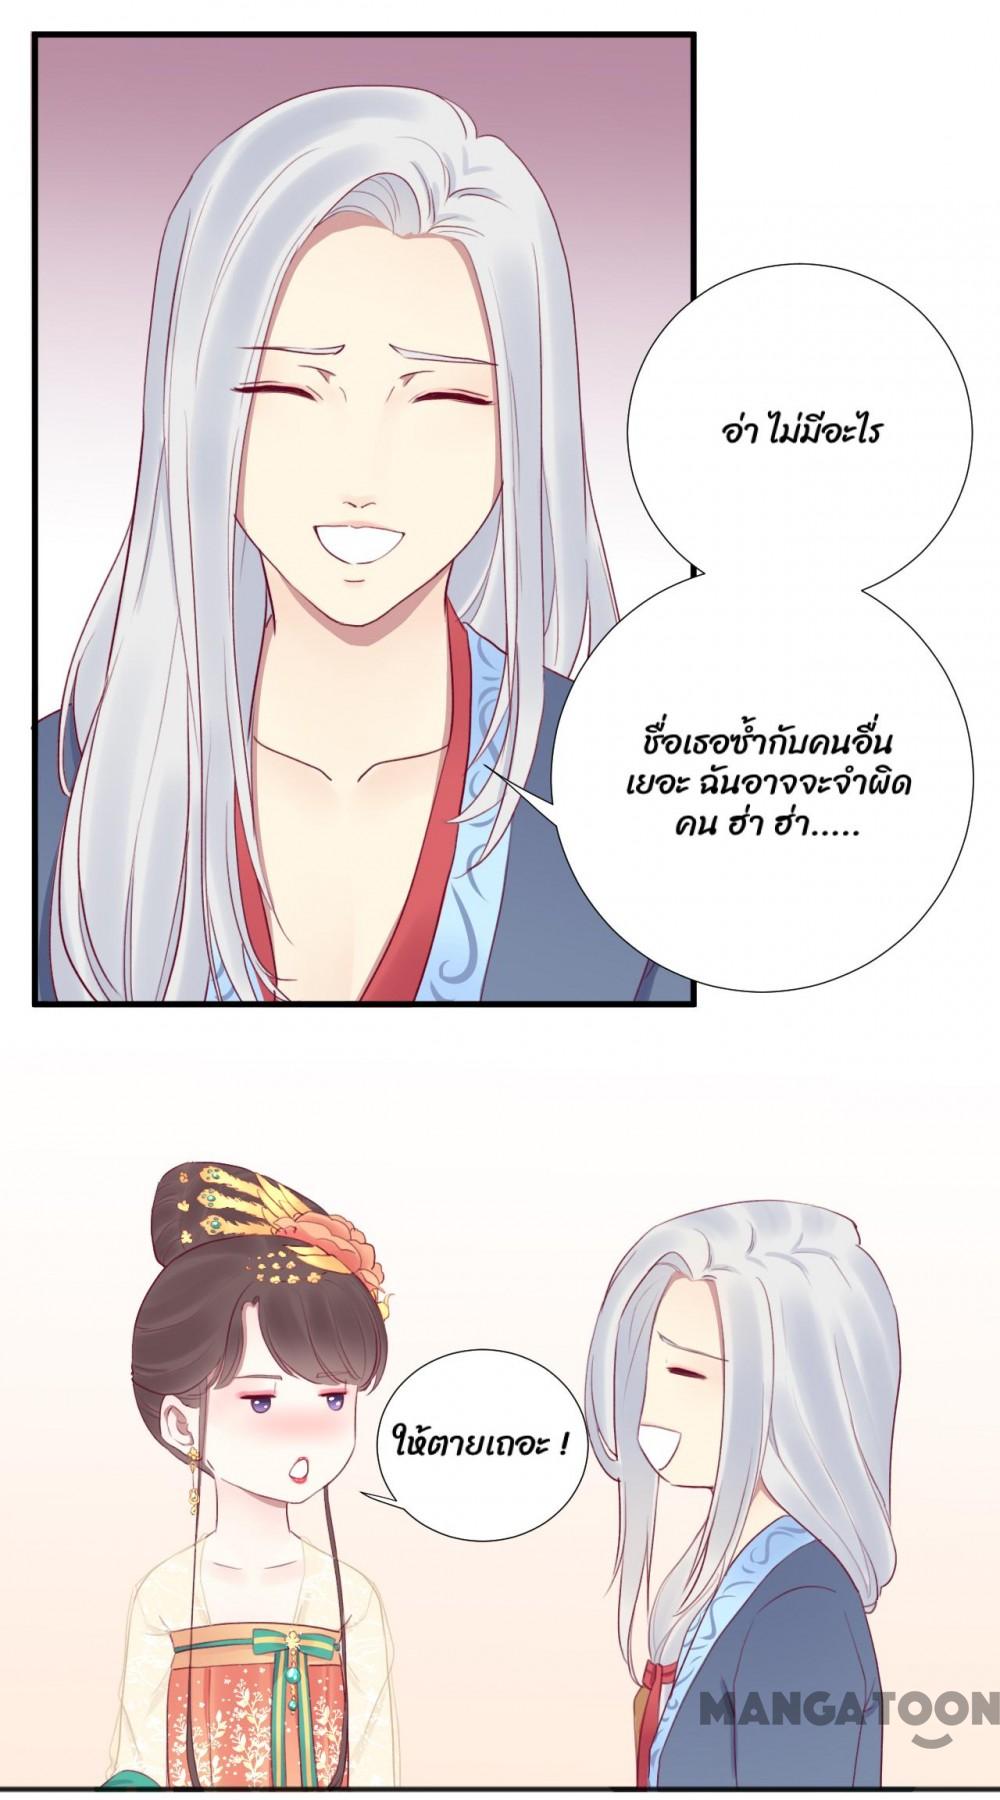 อ่า ไม่มีอะไร
ชื่อเธอซ้ำกับคนอื่น
เยอะ ฉันอาจจะจำผิด
คน ฮ่า ฮ่า.....
ให้ตายเถอะ !
MANGATOON